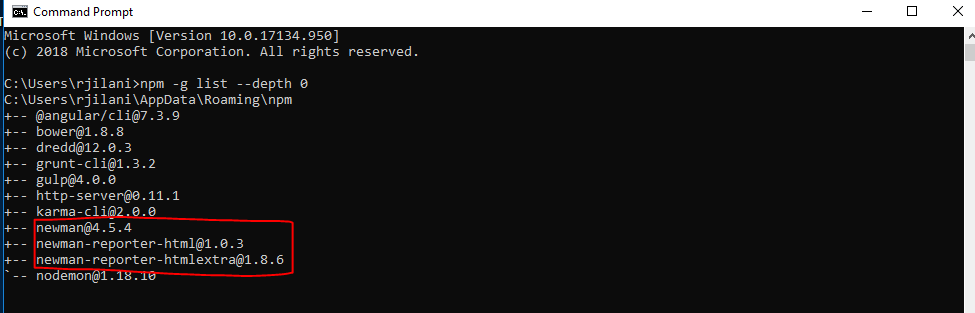 Command Prompt
Microsoft Windows [Version 10.0.17134.950]
(c) 2018 Microsoft Corporation. All rights reserved.
C:\Users\rjilani>npm -g list --depth 0
C:\Users\rjilani\AppData\Roaming\npm
+-- @angular/cli@7.3.9
+-- bower@1.8.8
+-- dredd@12.0.3
+-- grunt-cli@1.3.2
+-- gulp@4.0.0
+-- http-server@0.11.1
+-- karma-cli@2.0.0
+-- newman@4.5.4
+-- newman-reporter-html@1.0.3
+-- newman-reporter-htmlextra@1.8.6
`-- nodemon@1.18.10